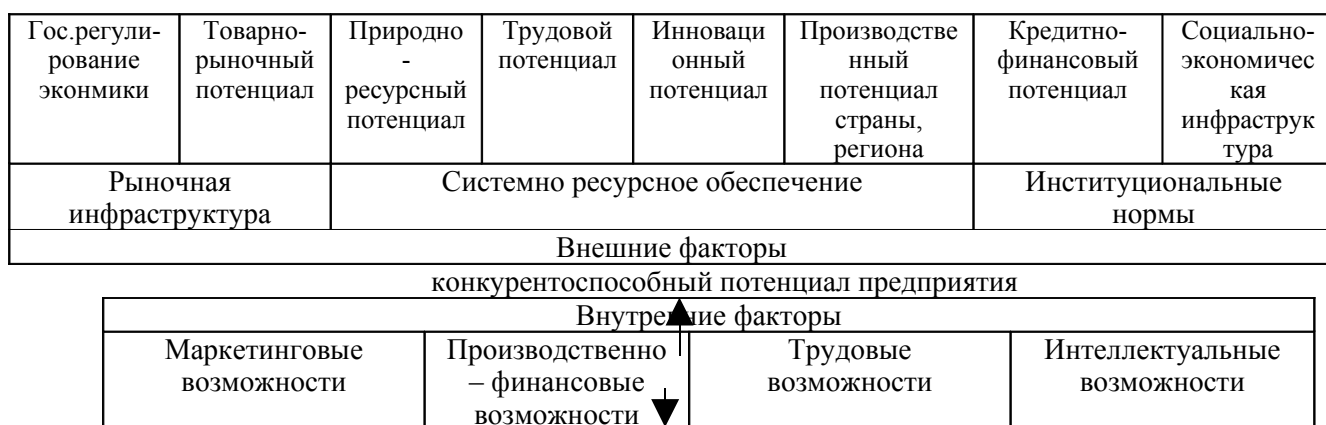 Гос.регули-
рование
эконмики
Товарно-
рыночный
потенциал
Природно
-
ресурсный
потенциал
Трудовой
потенциал
Инноваци
онный
потенциал
Производстве
нный
потенциал
страны,
региона
Кредитно-
финансовый
потенциал
Социально-
экономичес
кая
инфраструк
тура
Рыночная
инфраструктура
Системно ресурсное обеспечение
Институциональные
нормы
Внешние факторы
конкурентоспособный потенциал предприятия
Внутренние факторы
Маркетинговые
возможности
Производственно
– финансовые
возможности
Трудовые
возможности
Интеллектуальные
возможности